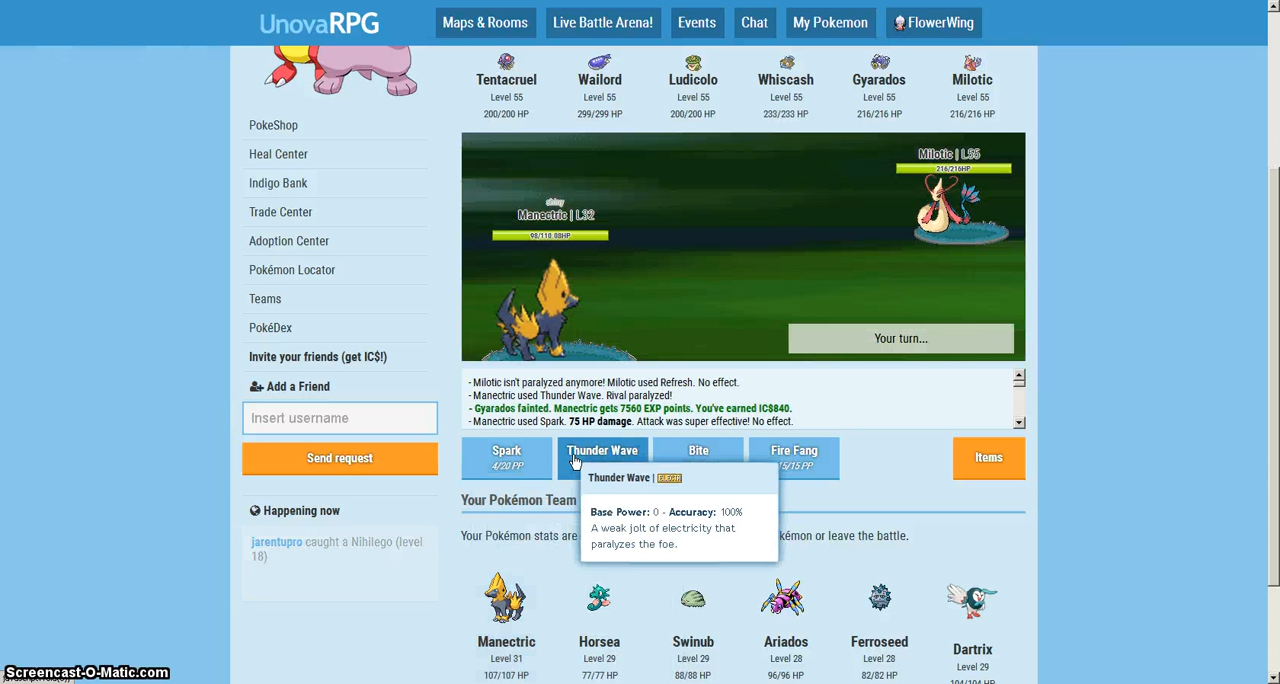 UnovaRPG
Maps & Rooms
Live Battle Arena!
Events
Chat
My Pokemon
FlowerWing
Tentacruel
Wailord
Ludicolo
Whiscash
Gyarados
Milotic
Level 55
Level 55
Level 55
Level 55
Level 55
Level 55
200/200 HP
299/299 HP
200/200 HP
233/233 HP
216/216 HP
216/216 HP
PokeShop
Heal Center
Indigo Bank
Trade Center
Adoption Center
Pokémon Locator
Teams
PokéDex
Invite your friends (get IC$!)
Add a Friend
Insert username
Send request
Happening now
jarentupro caught a Nihilego (level
18)
Milotic | L55
216/216HP
shiny
Manectric | L32
98/110.08HP
Your turn...
- Milotic isn't paralyzed anymore! Milotic used Refresh. No effect.
- Manectric used Thunder Wave. Rival paralyzed!
- Gyarados fainted. Manectric gets 7560 EXP points. You've earned IC$840.
- Manectric used Spark. 75 HP damage. Attack was super effective! No effect.
Spark
4/20 PP
Thunder Wave
Bite
Fire Fang
15/15 PP
Items
Thunder Wave | ELECTR
Base Power: 0 - Accuracy: 100%
A weak jolt of electricity that
paralyzes the foe.
Your Pokémon Team
Your Pokémon stats are
kémon or leave the battle.
Manectric
Horsea
Swinub
Ariados
Ferroseed
Dartrix
Level 31
Level 29
Level 29
Level 28
Level 28
Level 29
107/107 HP
77/77 HP
88/88 HP
96/96 HP
82/82 HP
104/104 HP
Screencast-O-Matic.com